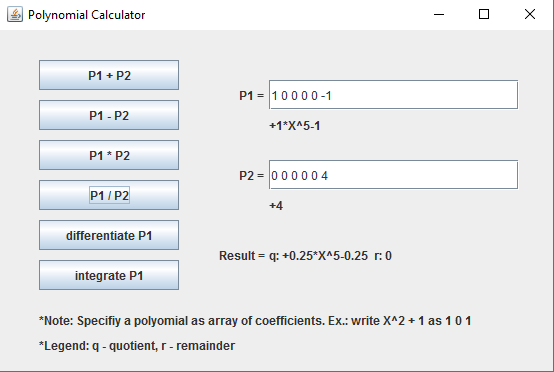 Polynomial Calculator
P1 + P2
P1 - P2
P1 * P2
P1 / P2
differentiate P1
integrate P1
P1 = 1 0 0 0 0 -1
+1*X^5-1
P2 = 0 0 0 0 0 4
+4
Result = q: +0.25*X^5-0.25 r: 0
*Note: Specifiy a polyomial as array of coefficients. Ex.: write X^2 + 1 as 1 0 1
*Legend: q - quotient, r - remainder